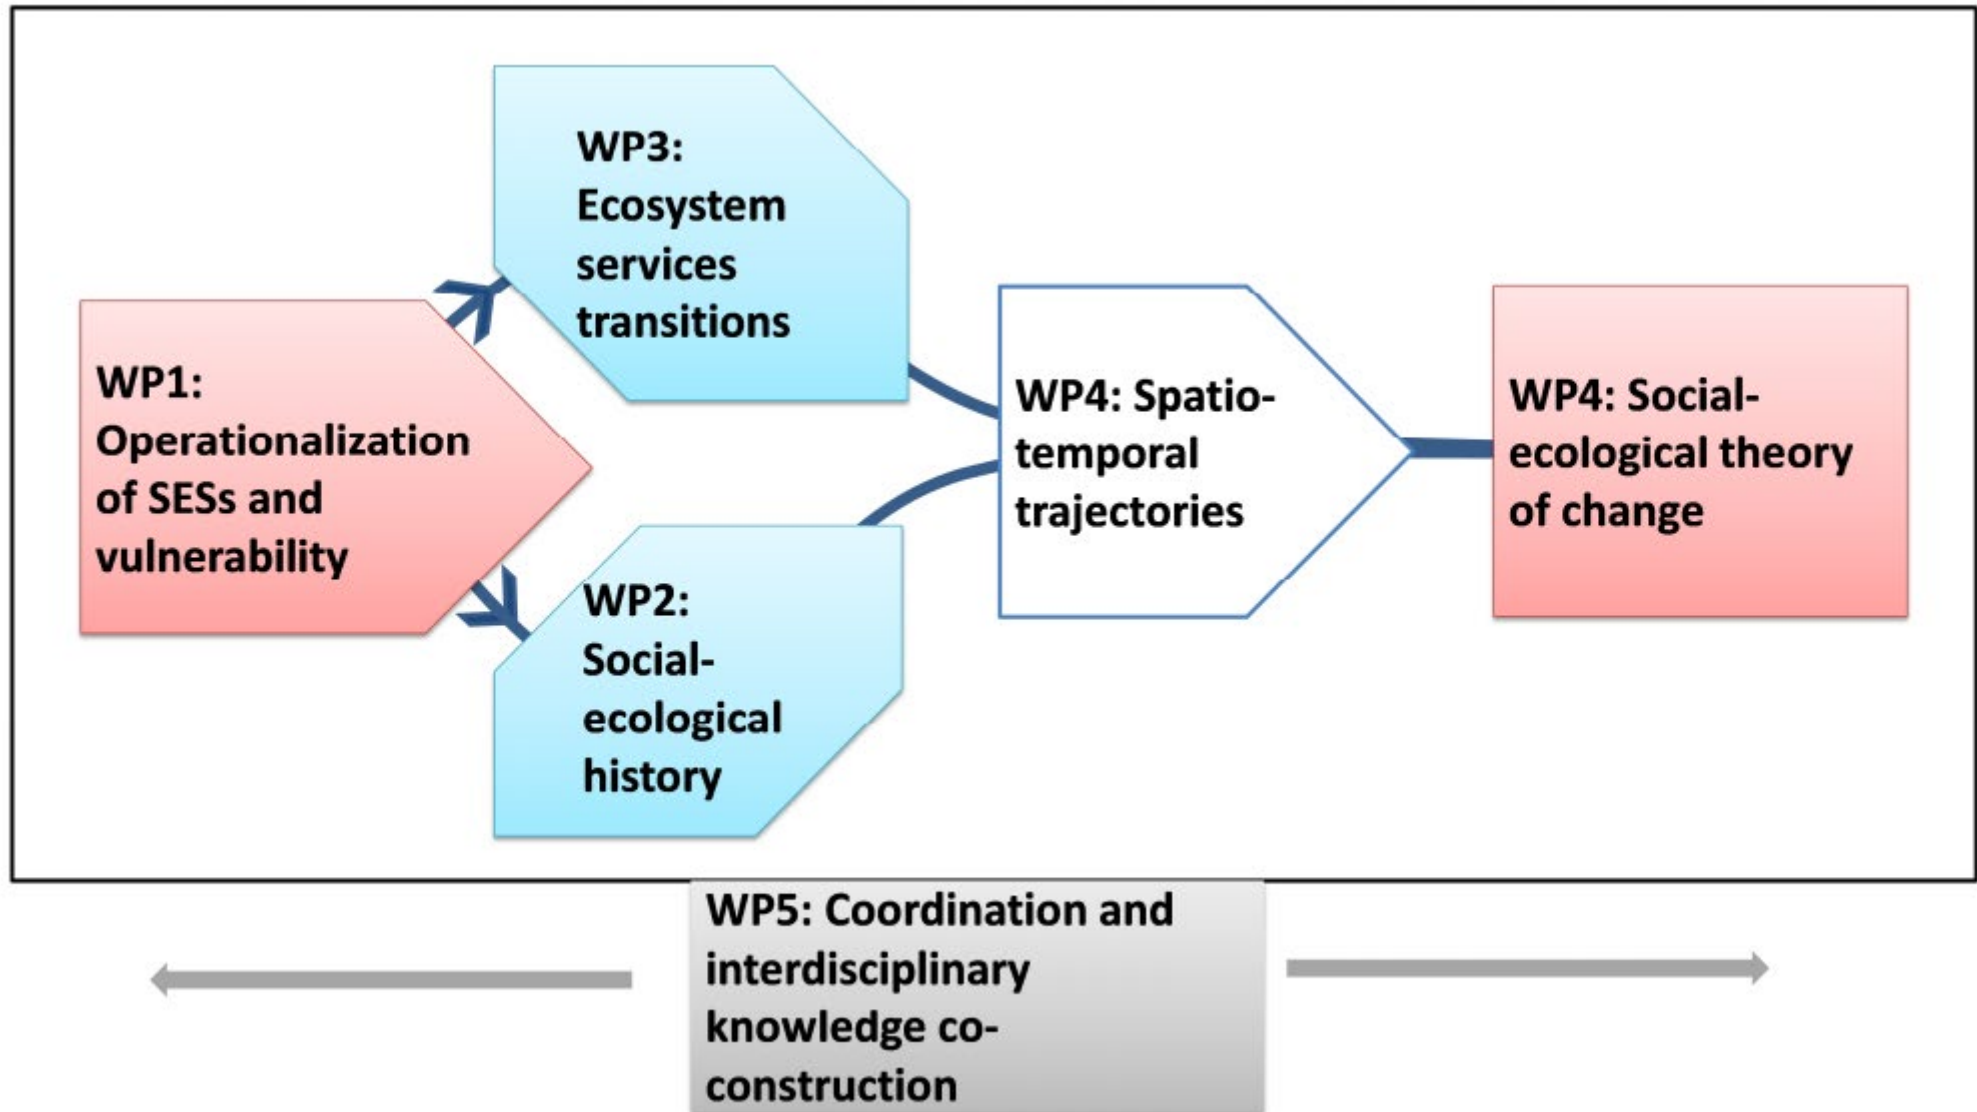 WP1:
Operationalization
of SESs and
vulnerability
WP3:
Ecosystem
services
transitions
WP2:
Social-
ecological
history
WP4: Spatio-
temporal
trajectories
WP4: Social-
ecological theory
of change
WP5: Coordination and
interdisciplinary
knowledge co-
construction